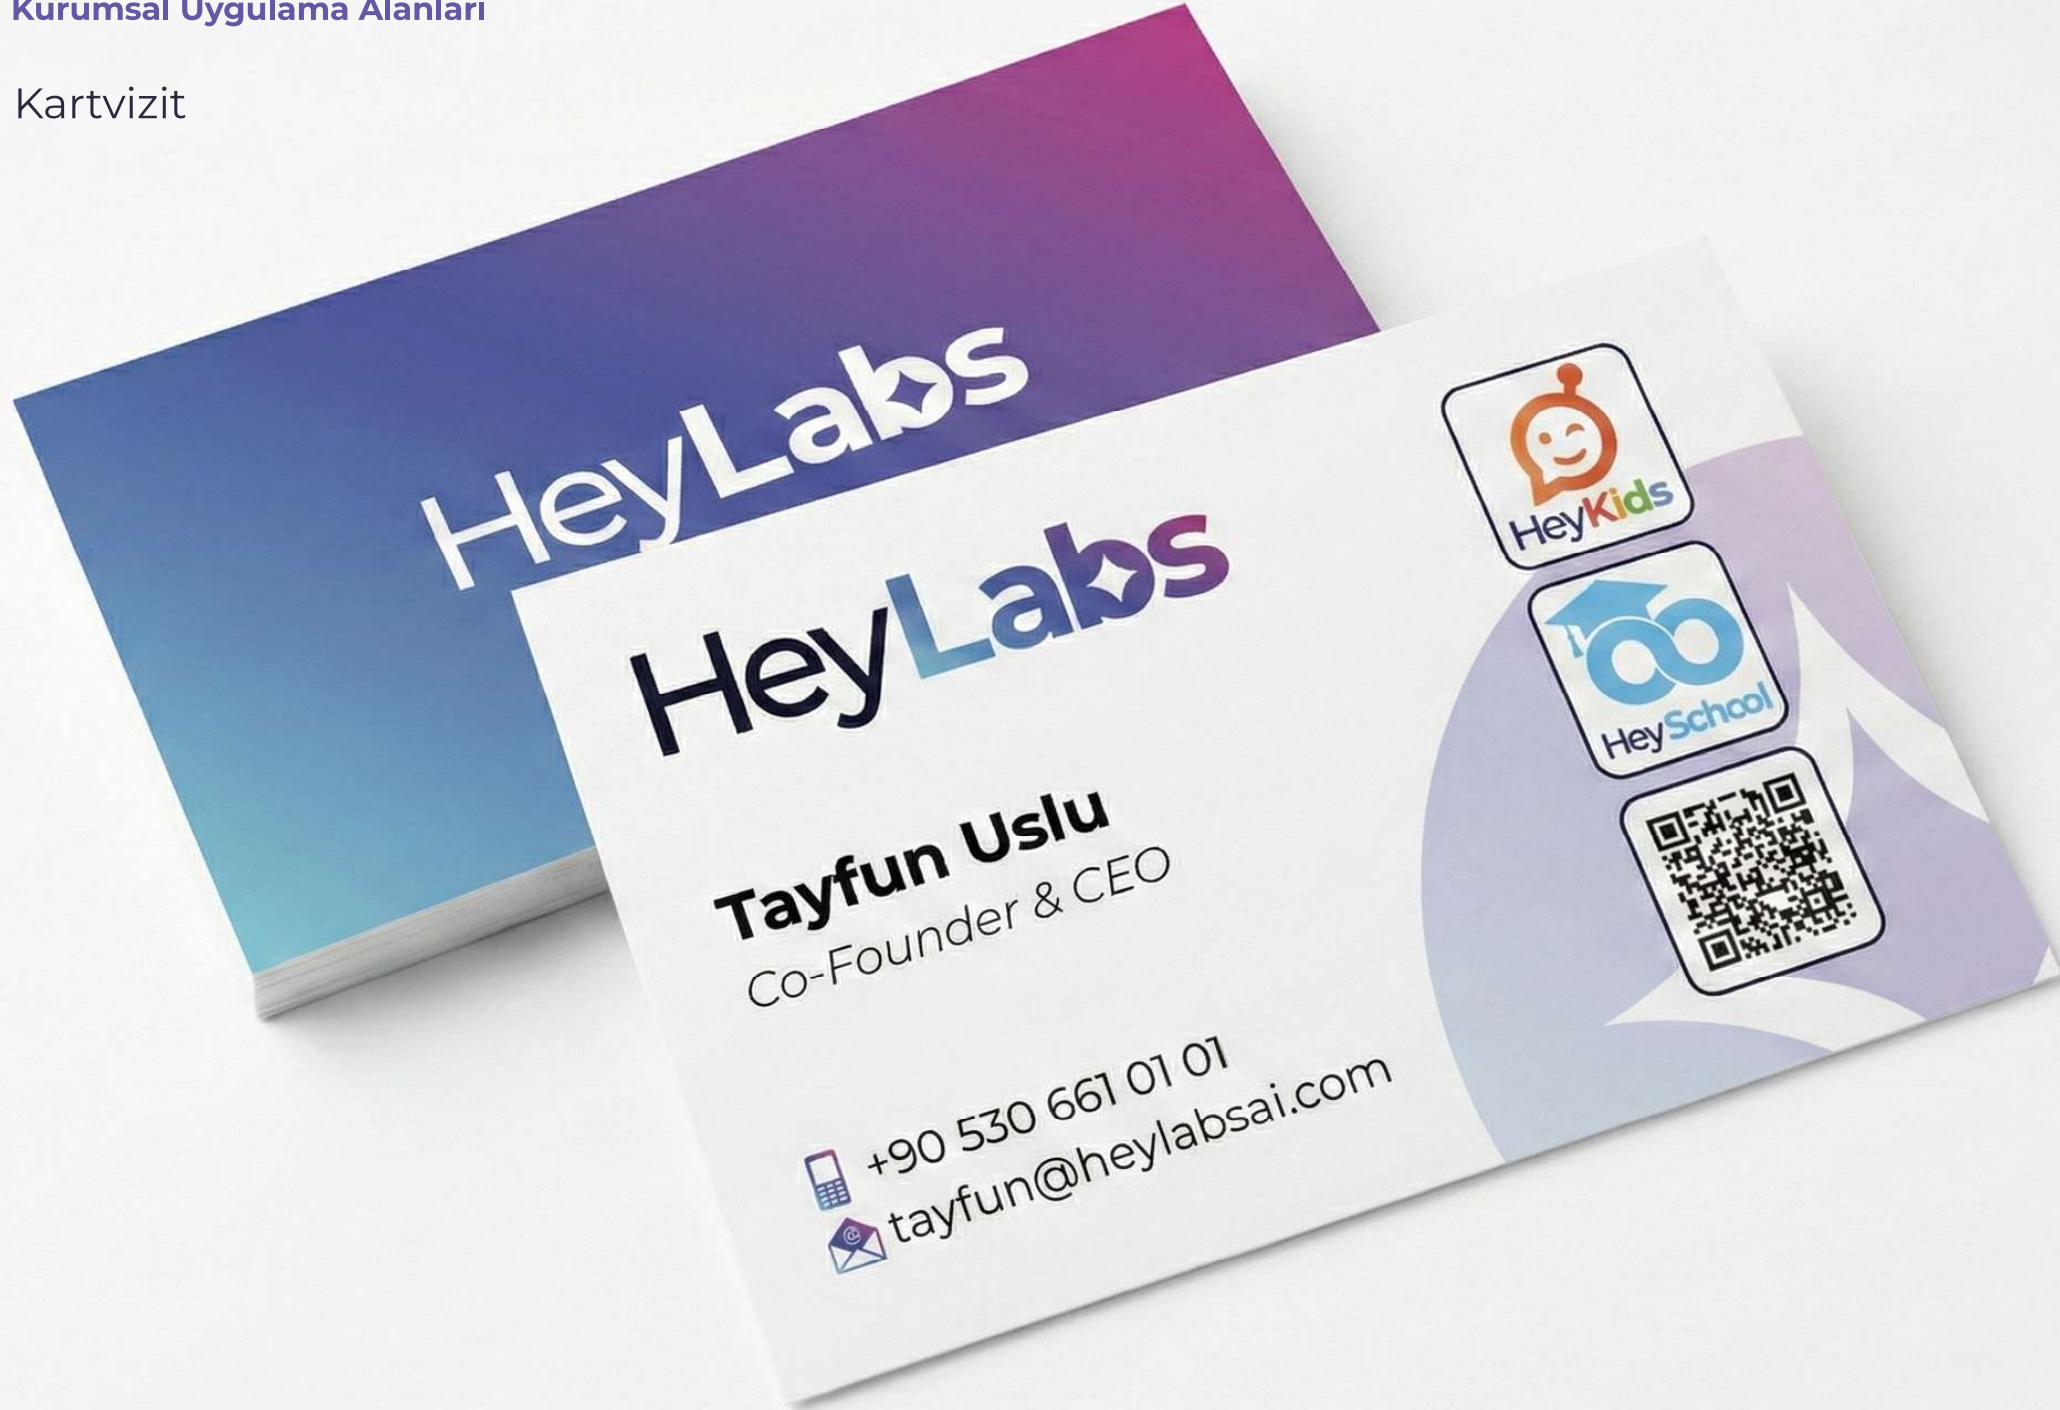 Kurumsal Uygulama Alanları
Kartvizit
HeyLabs
HeyLabs
Tayfun Uslu
Co-Founder & CEO
+90 530 661 01 01
tayfun@heylabsai.com
HeyKids
HeySchool